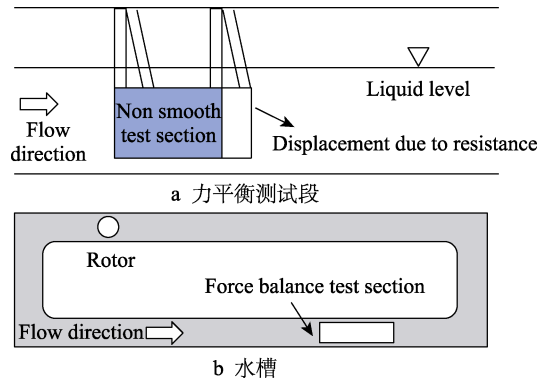 Non smooth
test section
Liquid level
Flow
direction
Displacement due to resistance
a 力平衡测试段
Rotor
Force balance test section
Flow direction
b 水槽